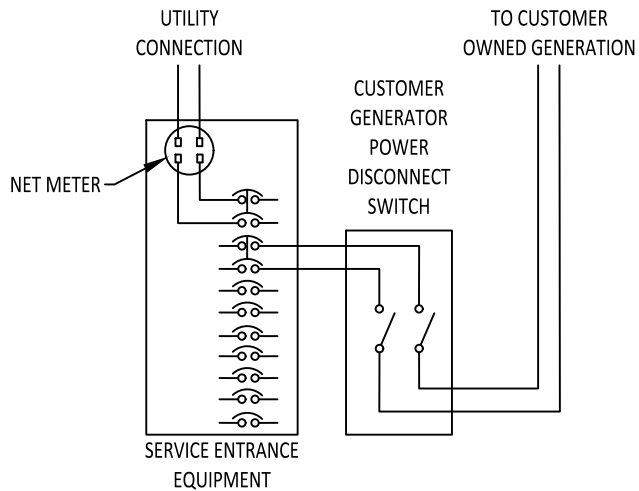 UTILITY
CONNECTION
TO CUSTOMER
OWNED GENERATION
CUSTOMER
GENERATOR
POWER
DISCONNECT
SWITCH
NET METER
SERVICE ENTRANCE
EQUIPMENT